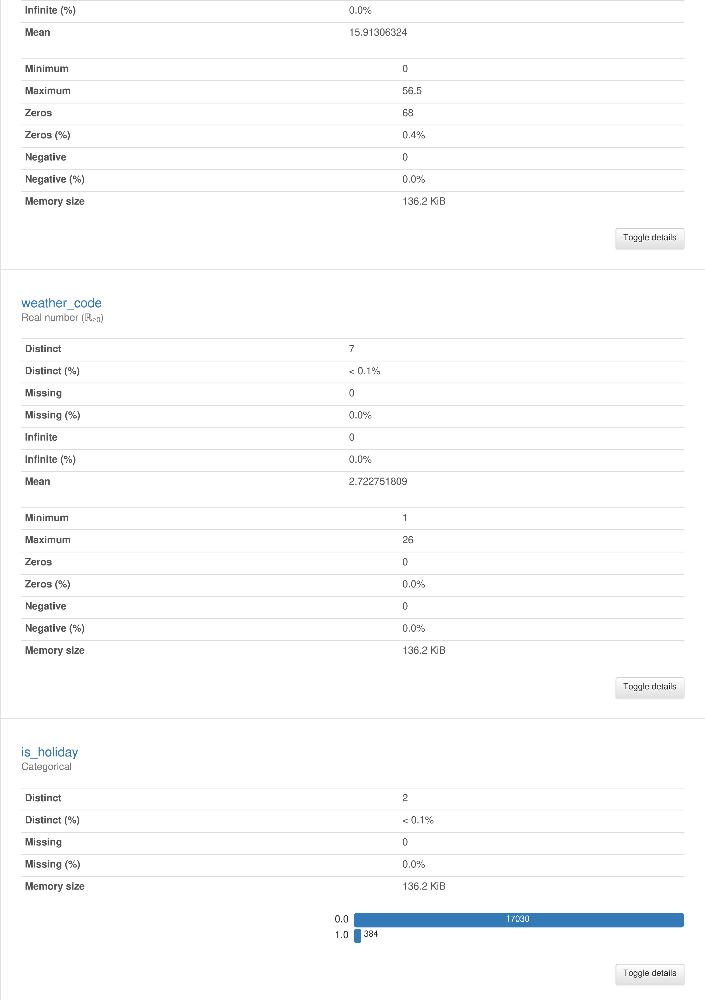 Infinite (%) 0.0%
Mean 15.91306324
Minimum 0
Maximum 56.5
Zeros 68
Zeros (%) 0.4%
Negative 0
Negative (%) 0.0%
Memory size 136.2 KiB
Toggle details
weather_code
Real number (ℝ≥0)
Distinct 7
Distinct (%) < 0.1%
Missing 0
Missing (%) 0.0%
Infinite 0
Infinite (%) 0.0%
Mean 2.722751809
Minimum 1
Maximum 26
Zeros 0
Zeros (%) 0.0%
Negative 0
Negative (%) 0.0%
Memory size 136.2 KiB
Toggle details
is_holiday
Categorical
Distinct 2
Distinct (%) < 0.1%
Missing 0
Missing (%) 0.0%
Memory size 136.2 KiB
0.0 17030
1.0 384
Toggle details